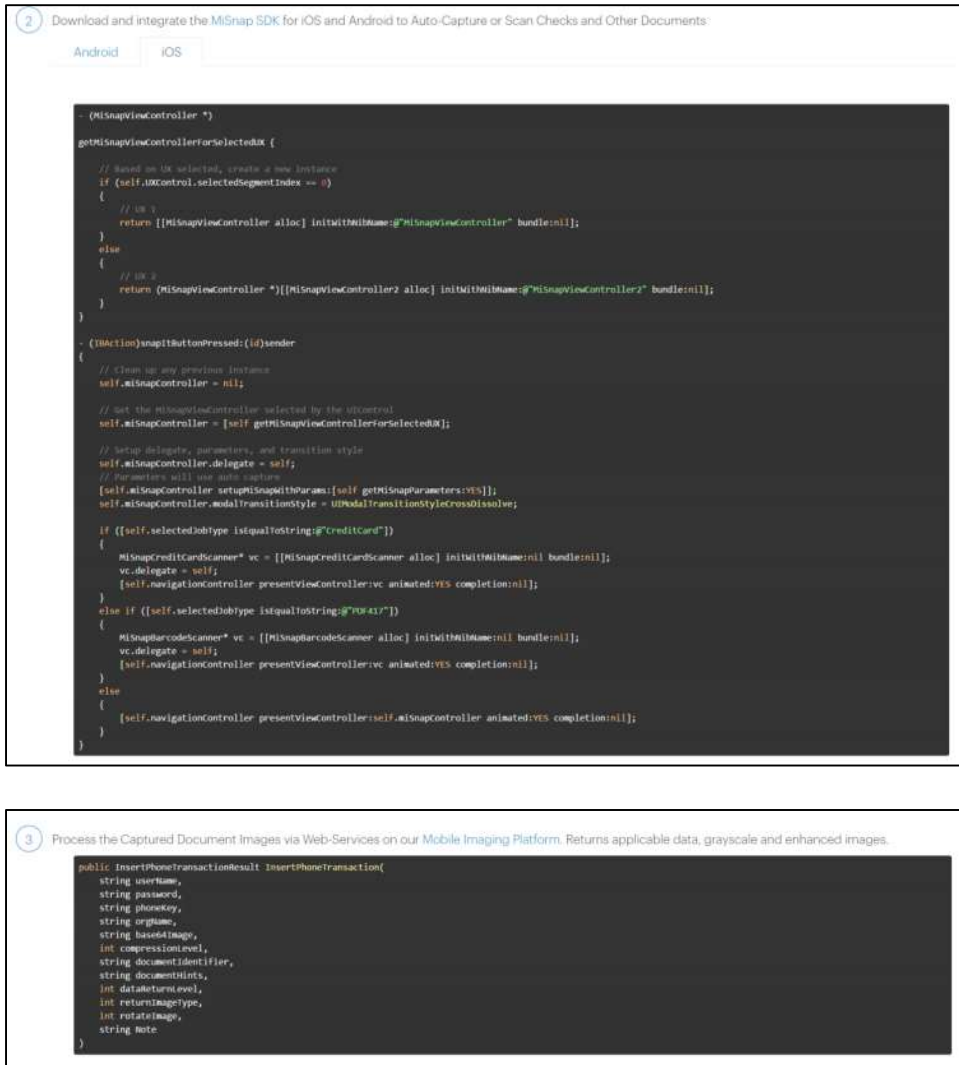 2 Download and integrate the MiSnap SDK for iOS and Android to Auto-Capture or Scan Checks and Other Documents
Android iOS
- (MiSnapViewController *)
getMiSnapViewControllerForSelectedUX {
// Based on UX selected, create a new instance
if (self.UXControl.selectedSegmentIndex == 0)
{
// UX 1
return [[MiSnapViewController alloc] initWithNibName:@"MiSnapViewController" bundle:nil];
}
else
{
// UX 2
return (MiSnapViewController *)[[MiSnapViewController2 alloc] initWithNibName:@"MiSnapViewController2" bundle:nil];
}
}
- (IBAction)snapItButtonPressed:(id)sender
{
// Clean up any previous instance
self.miSnapController = nil;
// Get the MiSnapViewController selected by the UIControl
self.miSnapController = [self getMiSnapViewControllerForSelectedUX];
// Setup delegate, parameters, and transition style
self.miSnapController.delegate = self;
// Parameters will use auto capture
[self.miSnapController setupMiSnapWithParams:[self getMiSnapParameters:YES]];
self.miSnapController.modalTransitionStyle = UIModalTransitionStyleCrossDissolve;
if ([self.selectedJobType isEqualToString:@"CreditCard"])
{
MiSnapCreditCardScanner* vc = [[MiSnapCreditCardScanner alloc] initWithNibName:nil bundle:nil];
vc.delegate = self;
[self.navigationController presentViewController:vc animated:YES completion:nil];
}
else if ([self.selectedJobType isEqualToString:@"PDF417"])
{
MiSnapBarcodeScanner* vc = [[MiSnapBarcodeScanner alloc] initWithNibName:nil bundle:nil];
vc.delegate = self;
[self.navigationController presentViewController:vc animated:YES completion:nil];
}
else
{
[self.navigationController presentViewController:self.miSnapController animated:YES completion:nil];
}
}
3 Process the Captured Document Images via Web-Services on our Mobile Imaging Platform. Returns applicable data, grayscale and enhanced images.
public InsertPhoneTransactionResult InsertPhoneTransaction(
string userName,
string password,
string phoneKey,
string orgName,
string base64Image,
int compressionLevel,
string documentIdentifier,
string documentHints,
int dataReturnLevel,
int returnImageType,
int rotateImage,
string Note
)